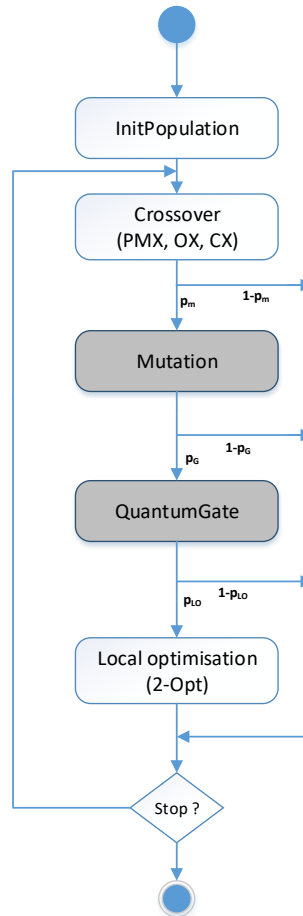 InitPopulation
Crossover
(PMX, OX, CX)
pm
1-pm
Mutation
pG
1-pG
QuantumGate
pLO
1-pLO
Local optimisation
(2-Opt)
Stop ?